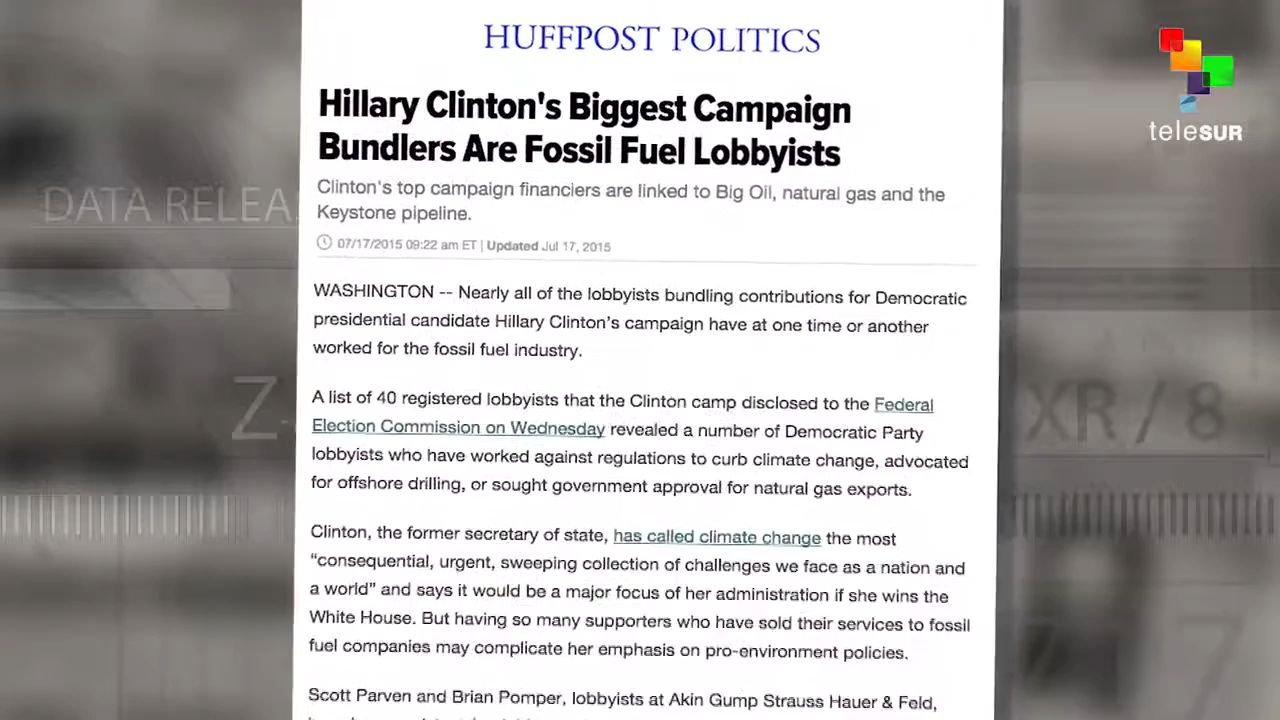 HUFFPOST POLITICS
Hillary Clinton's Biggest Campaign
Bundlers Are Fossil Fuel Lobbyists
Clinton's top campaign financiers are linked to Big Oil, natural gas and the
Keystone pipeline.
07/17/2015 09:22 am ET | Updated Jul 17, 2015
WASHINGTON -- Nearly all of the lobbyists bundling contributions for Democratic
presidential candidate Hillary Clinton's campaign have at one time or another
worked for the fossil fuel industry.
A list of 40 registered lobbyists that the Clinton camp disclosed to the Federal
Election Commission on Wednesday revealed a number of Democratic Party
lobbyists who have worked against regulations to curb climate change, advocated
for offshore drilling, or sought government approval for natural gas exports.
Clinton, the former secretary of state, has called climate change the most
“consequential, urgent, sweeping collection of challenges we face as a nation and
a world” and says it would be a major focus of her administration if she wins the
White House. But having so many supporters who have sold their services to fossil
fuel companies may complicate her emphasis on pro-environment policies.
Scott Parven and Brian Pomper, lobbyists at Akin Gump Strauss Hauer & Feld,
teleSUR
DATA RELEA
Z-
XR / 8
7